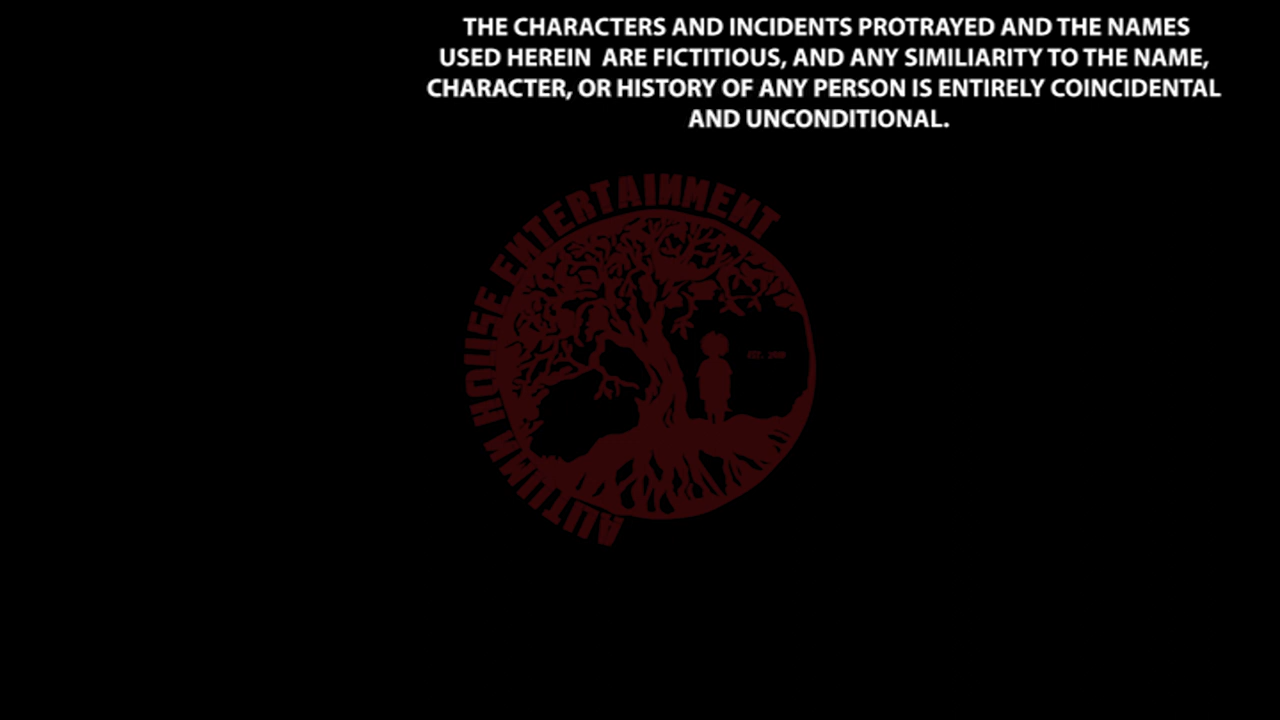 THE CHARACTERS AND INCIDENTS PROTRAYED AND THE NAMES
USED HEREIN  ARE FICTITIOUS, AND ANY SIMILIARITY TO THE NAME,
CHARACTER, OR HISTORY OF ANY PERSON IS ENTIRELY COINCIDENTAL
AND UNCONDITIONAL.
AUTUMN HOUSE ENTERTAINMENT
EST.